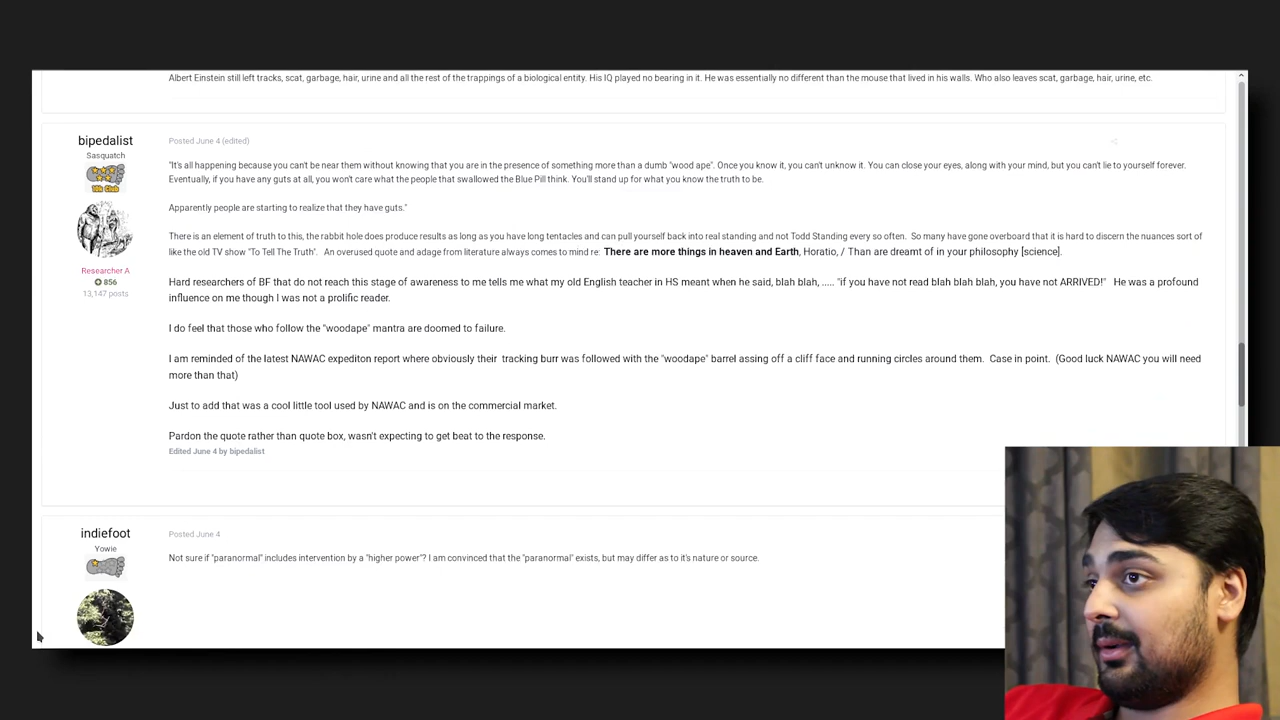 Albert Einstein still left tracks, scat, garbage, hair, urine and all the rest of the trappings of a biological entity. His IQ played no bearing in it. He was essentially no different than the mouse that lived in his walls. Who also leaves scat, garbage, hair, urine, etc.
bipedalist
Sasquatch
10k Club
Researcher A
856
13,147 posts
Posted June 4 (edited)
"It's all happening because you can't be near them without knowing that you are in the presence of something more than a dumb "wood ape". Once you know it, you can't unknow it. You can close your eyes, along with your mind, but you can't lie to yourself forever.
Eventually, if you have any guts at all, you won't care what the people that swallowed the Blue Pill think. You'll stand up for what you know the truth to be.
Apparently people are starting to realize that they have guts."
There is an element of truth to this, the rabbit hole does produce results as long as you have long tentacles and can pull yourself back into real standing and not Todd Standing every so often. So many have gone overboard that it is hard to discern the nuances sort of
like the old TV show "To Tell The Truth". An overused quote and adage from literature always comes to mind re: There are more things in heaven and Earth, Horatio, / Than are dreamt of in your philosophy [science].
Hard researchers of BF that do not reach this stage of awareness to me tells me what my old English teacher in HS meant when he said, blah blah, ..... "if you have not read blah blah blah, you have not ARRIVED!" He was a profound
influence on me though I was not a prolific reader.
I do feel that those who follow the "woodape" mantra are doomed to failure.
I am reminded of the latest NAWAC expediton report where obviously their tracking burr was followed with the "woodape" barrel assing off a cliff face and running circles around them. Case in point. (Good luck NAWAC you will need
more than that)
Just to add that was a cool little tool used by NAWAC and is on the commercial market.
Pardon the quote rather than quote box, wasn't expecting to get beat to the response.
Edited June 4 by bipedalist
indiefoot
Yowie
Posted June 4
Not sure if "paranormal" includes intervention by a "higher power"? I am convinced that the "paranormal" exists, but may differ as to it's nature or source.